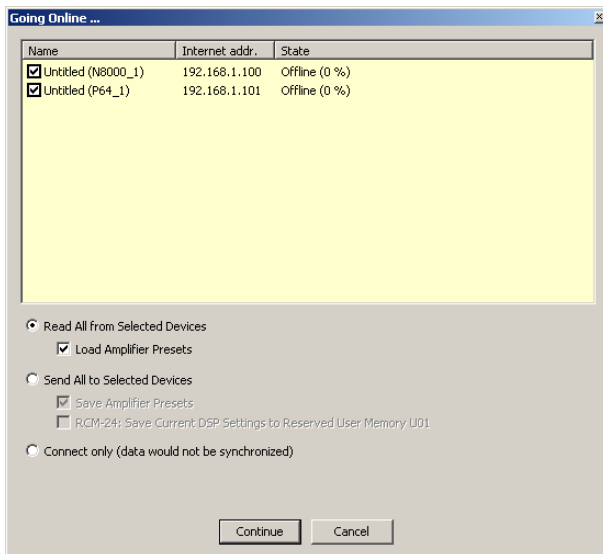 Going Online ...
Name Internet addr. State
Untitled (N8000_1) 192.168.1.100 Offline (0 %)
Untitled (P64_1) 192.168.1.101 Offline (0 %)
Read All from Selected Devices
Load Amplifier Presets
Send All to Selected Devices
Save Amplifier Presets
RCM-24: Save Current DSP Settings to Reserved User Memory U01
Connect only (data would not be synchronized)
Continue Cancel